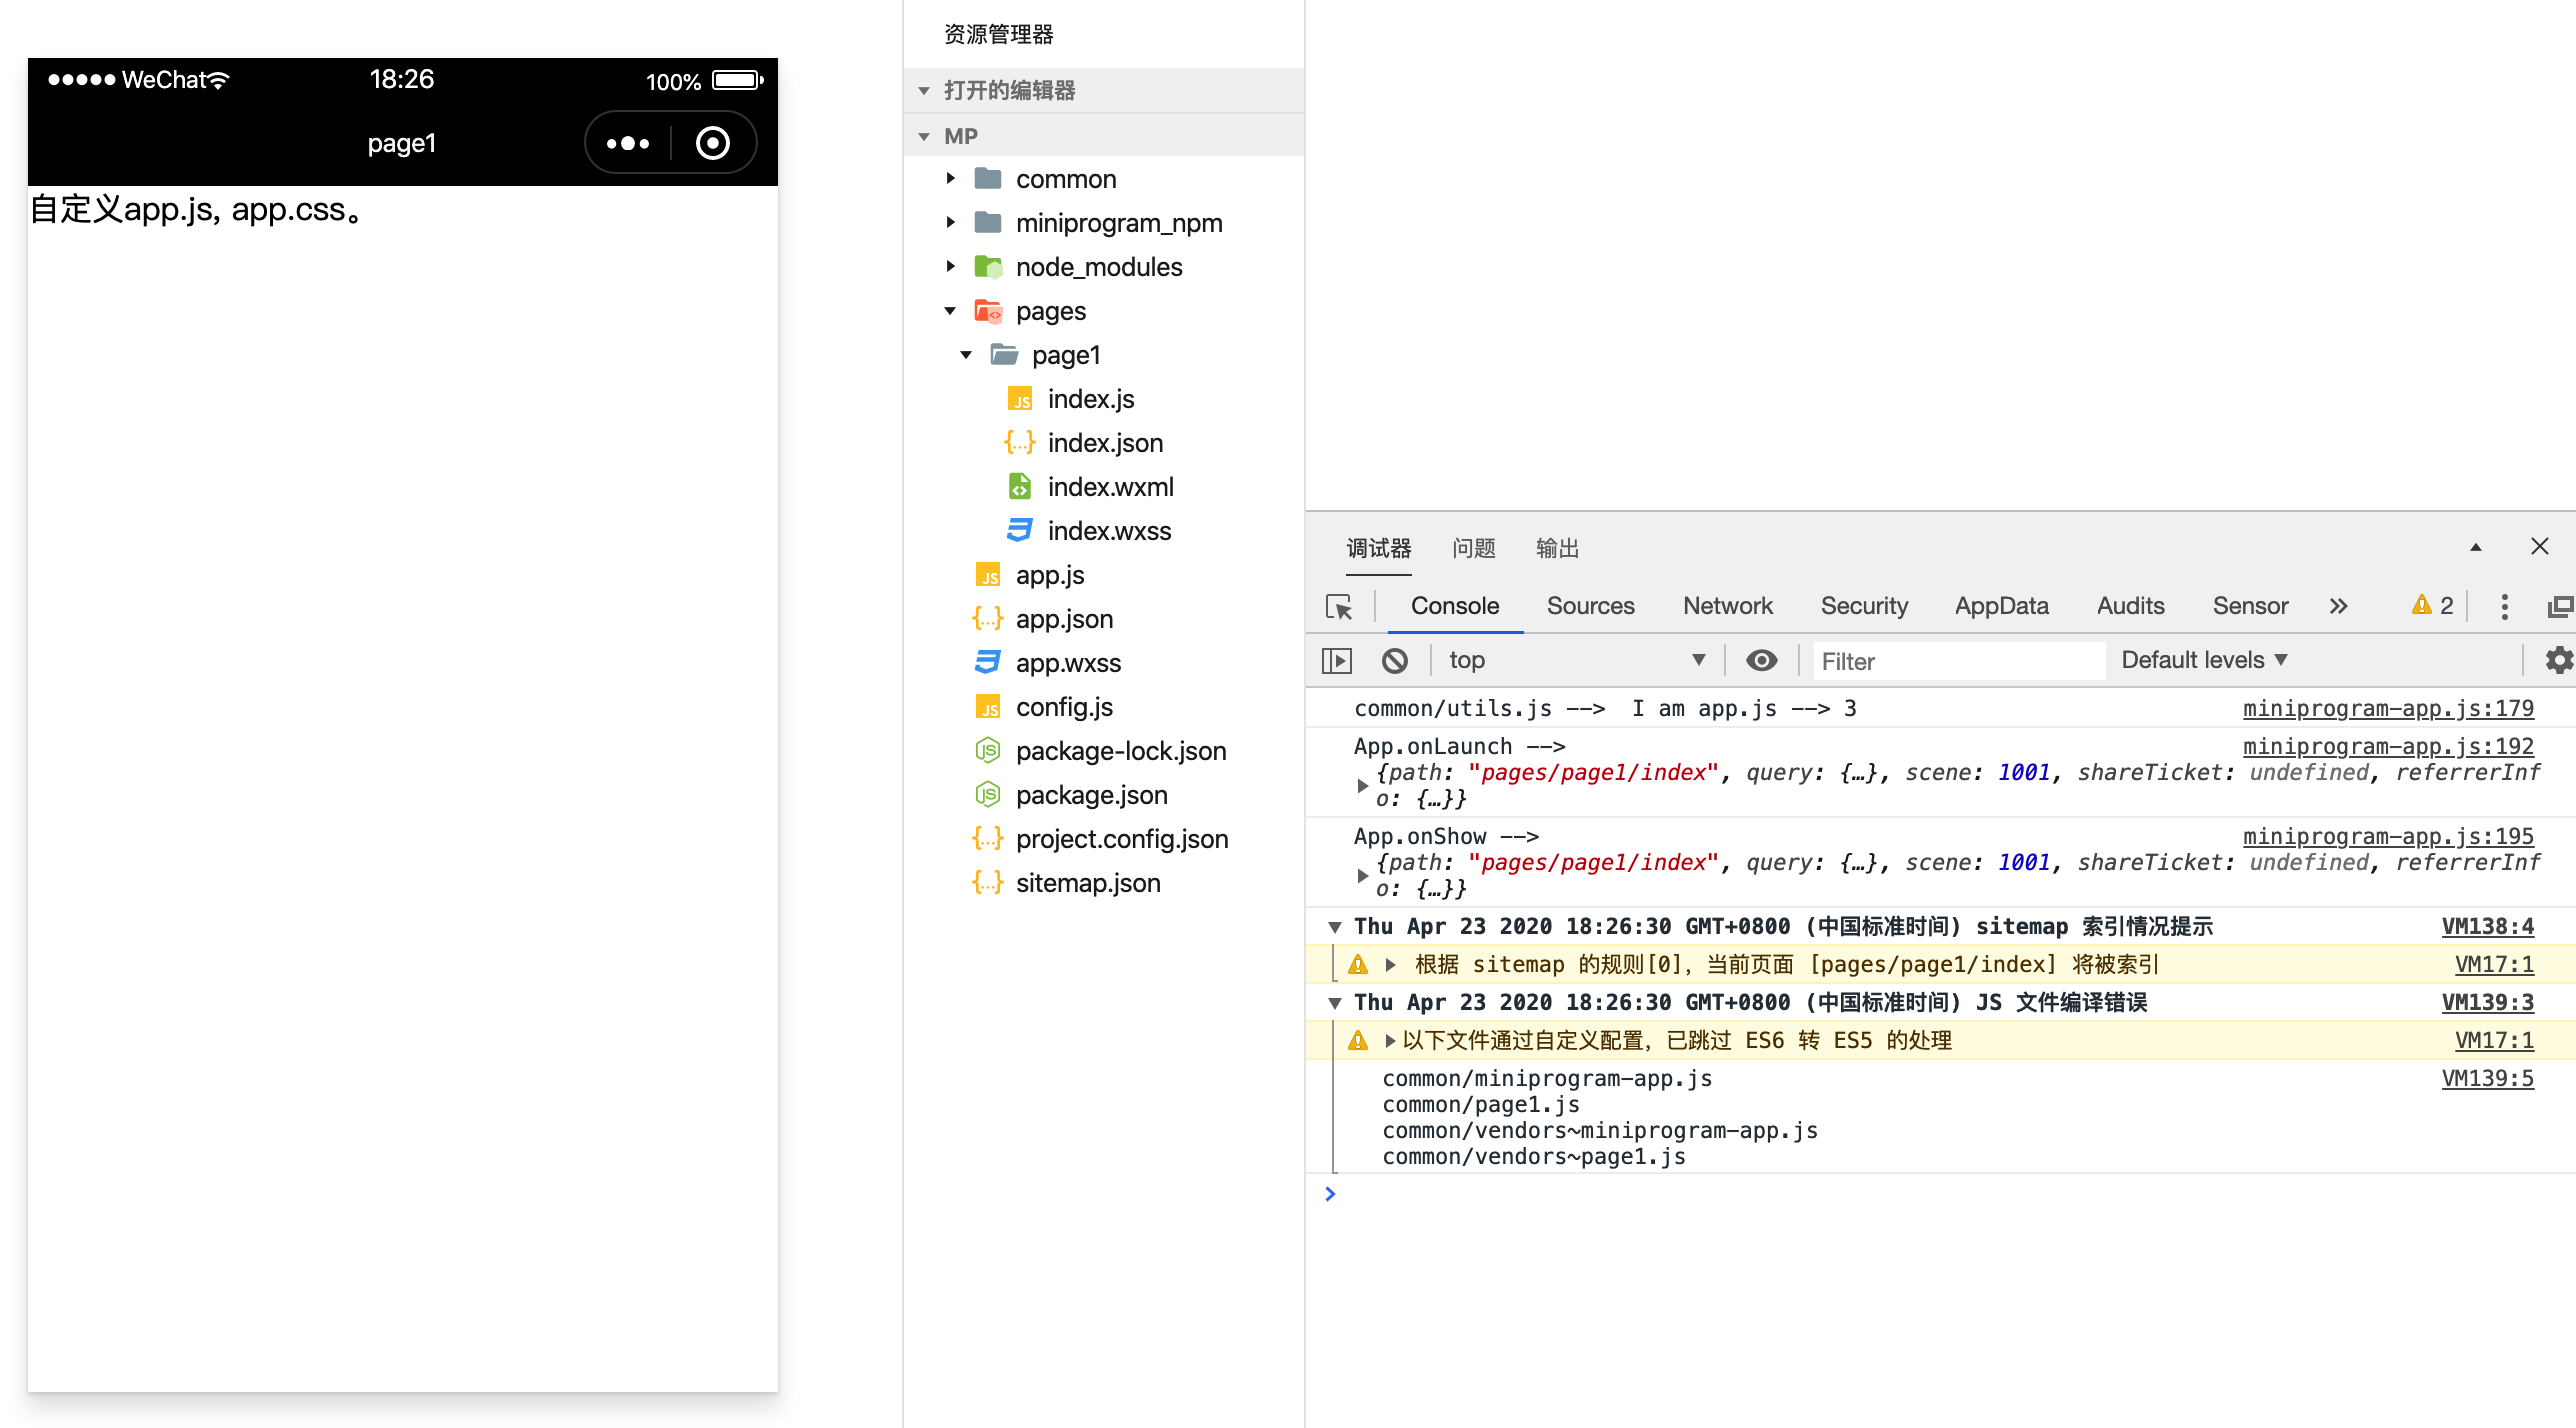 WeChat
18:26
100%
page1
自定义app.js, app.css。
资源管理器
打开的编辑器
MP
common
miniprogram_npm
node_modules
pages
page1
index.js
index.json
index.wxml
index.wxss
app.js
app.json
app.wxss
config.js
package-lock.json
package.json
project.config.json
sitemap.json
调试器 问题 输出
Console Sources Network Security AppData Audits Sensor 2
top Filter Default levels
common/utils.js --> I am app.js --> 3 miniprogram-app.js:179
App.onLaunch --> miniprogram-app.js:192
{path: "pages/page1/index", query: {…}, scene: 1001, shareTicket: undefined, referrerInf
o: {…}}
App.onShow --> miniprogram-app.js:195
{path: "pages/page1/index", query: {…}, scene: 1001, shareTicket: undefined, referrerInf
o: {…}}
Thu Apr 23 2020 18:26:30 GMT+0800 (中国标准时间) sitemap 索引情况提示 VM138:4
根据 sitemap 的规则[0]，当前页面 [pages/page1/index] 将被索引 VM17:1
Thu Apr 23 2020 18:26:30 GMT+0800 (中国标准时间) JS 文件编译错误 VM139:3
以下文件通过自定义配置，已跳过 ES6 转 ES5 的处理 VM17:1
common/miniprogram-app.js VM139:5
common/page1.js
common/vendors~miniprogram-app.js
common/vendors~page1.js